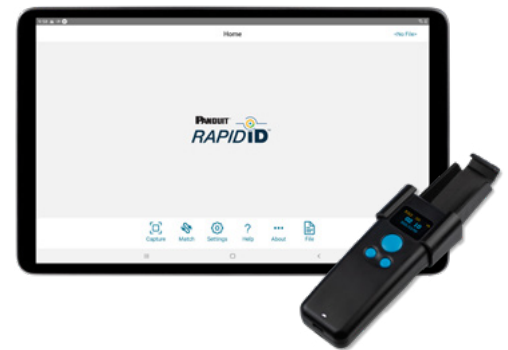 Home
<No File>
PANDUIT
RAPIDID
Capture
Match
Settings
Help
About
File